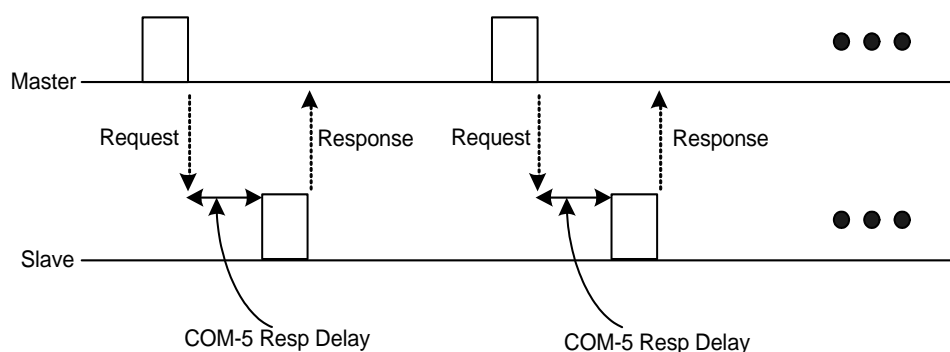 Master
Request
Response
Request
Response
Slave
COM-5 Resp Delay
COM-5 Resp Delay